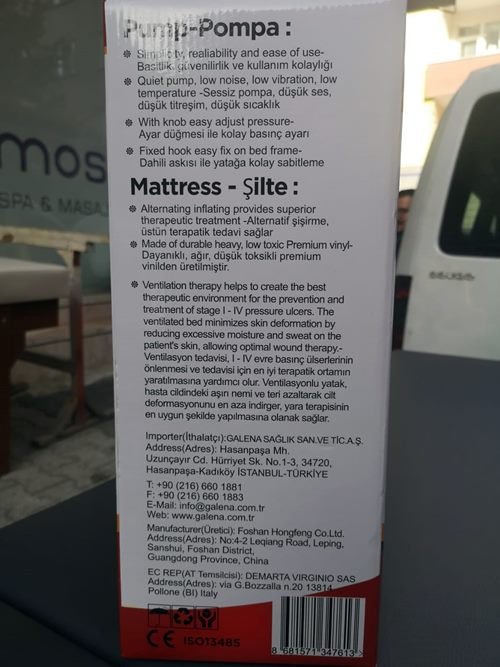 Pump-Pompa :
Simplicity, realiability and ease of use-
Basitlik, güvenilirlik ve kullanım kolaylığı
Quiet pump, low noise, low vibration, low
temperature -Sessiz pompa, düşük ses,
düşük titreşim, düşük sıcaklık
With knob easy adjust pressure-
Ayar düğmesi ile kolay basınç ayarı
Fixed hook easy fix on bed frame-
Dahili askısı ile yatağa kolay sabitleme
Mattress - Şilte :
Alternating inflating provides superior
therapeutic treatment -Alternatif şişirme,
üstün terapatik tedavi sağlar
Made of durable heavy, low toxic Premium vinyl-
Dayanıklı, ağır, düşük toksikli premium
vinilden üretilmiştir.
Ventilation therapy helps to create the best
therapeutic environment for the prevention and
treatment of stage I - IV pressure ulcers. The
ventilated bed minimizes skin deformation by
reducing excessive moisture and sweat on the
patient's skin, allowing optimal wound therapy.-
Ventilasyon tedavisi, I - IV evre basınç ülserlerinin
önlenmesi ve tedavisi için en iyi terapatik ortamın
yaratılmasına yardımcı olur. Ventilasyonlu yatak,
hasta cildindeki aşırı nemi ve teri azaltarak cilt
deformasyonunu en aza indirger, yara terapisinin
en uygun şekilde yapılmasına olanak sağlar.
Importer(İthalatçı):GALENA SAĞLIK SAN.VE TİC.A.Ş.
Address(Adres): Hasanpaşa Mh.
Uzunçayır Cd. Hürriyet Sk. No.1-3, 34720,
Hasanpaşa-Kadıköy İSTANBUL-TÜRKİYE
T: +90 (216) 660 1881
F: +90 (216) 660 1883
E-Mail: info@galena.com.tr
Web: www.galena.com.tr
Manufacturer(Üretici): Foshan Hongfeng Co.Ltd.
Address(Adres): No:4-2 Leqiang Road, Leping,
Sanshui, Foshan District,
Guangdong Province, China
EC REP(AT Temsilcisi): DEMARTA VIRGINIO SAS
Address(Adres): via G.Bozzalla n.20 13814
Pollone (BI) Italy
CE ISO13485
8 681571 347613 >
mos
SPA & MASAJ